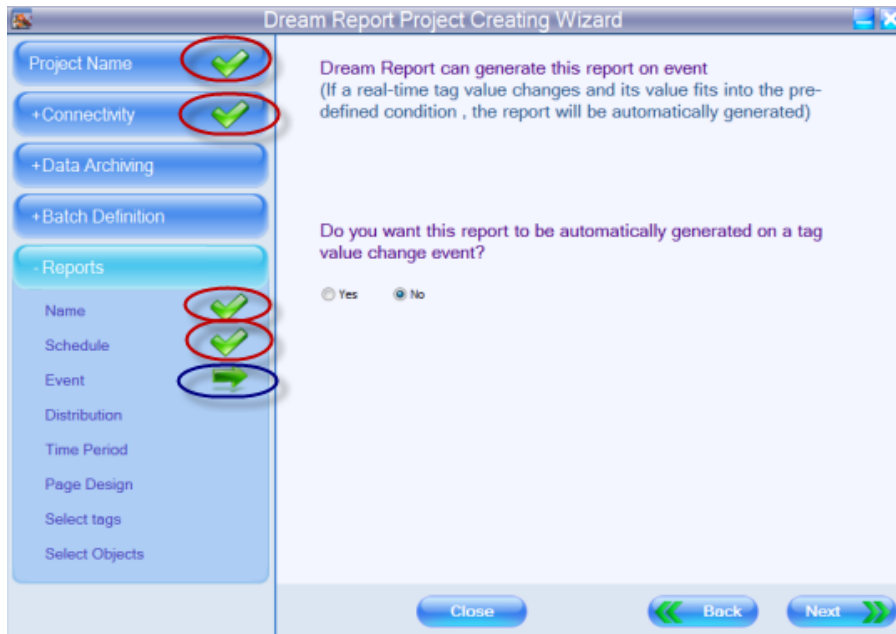 Dream Report Project Creating Wizard
Project Name
+Connectivity
+Data Archiving
+Batch Definition
- Reports
Name
Schedule
Event
Distribution
Time Period
Page Design
Select tags
Select Objects
Dream Report can generate this report on event
(If a real-time tag value changes and its value fits into the pre-
defined condition , the report will be automatically generated)
Do you want this report to be automatically generated on a tag
value change event?
Yes No
Close Back Next